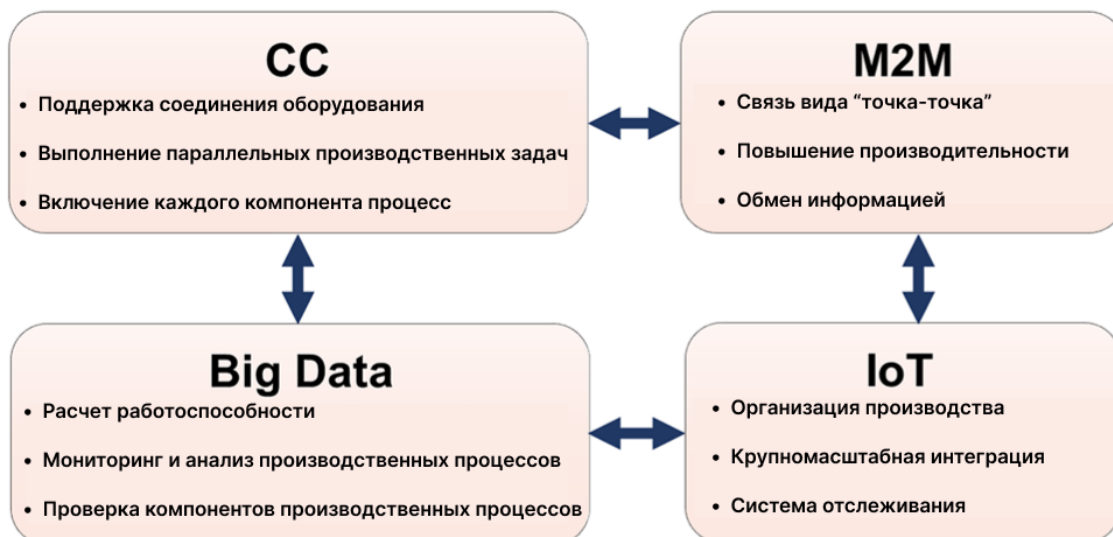 CC
• Поддержка соединения оборудования
• Выполнение параллельных производственных задач
• Включение каждого компонента процесс
M2M
• Связь вида “точка-точка”
• Повышение производительности
• Обмен информацией
Big Data
• Расчет работоспособности
• Мониторинг и анализ производственных процессов
• Проверка компонентов производственных процессов
IoT
• Организация производства
• Крупномасштабная интеграция
• Система отслеживания